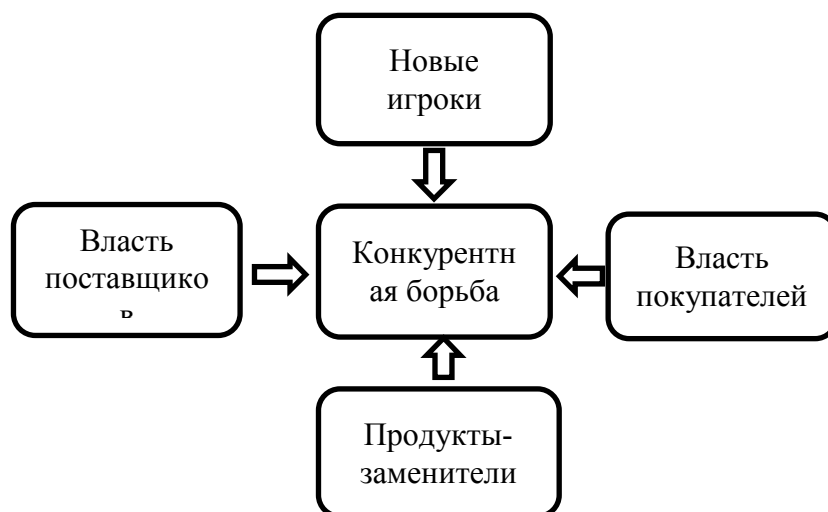 Новые
игроки
Власть
поставщико
в
Конкурентн
ая борьба
Власть
покупателей
Продукты-
заменители